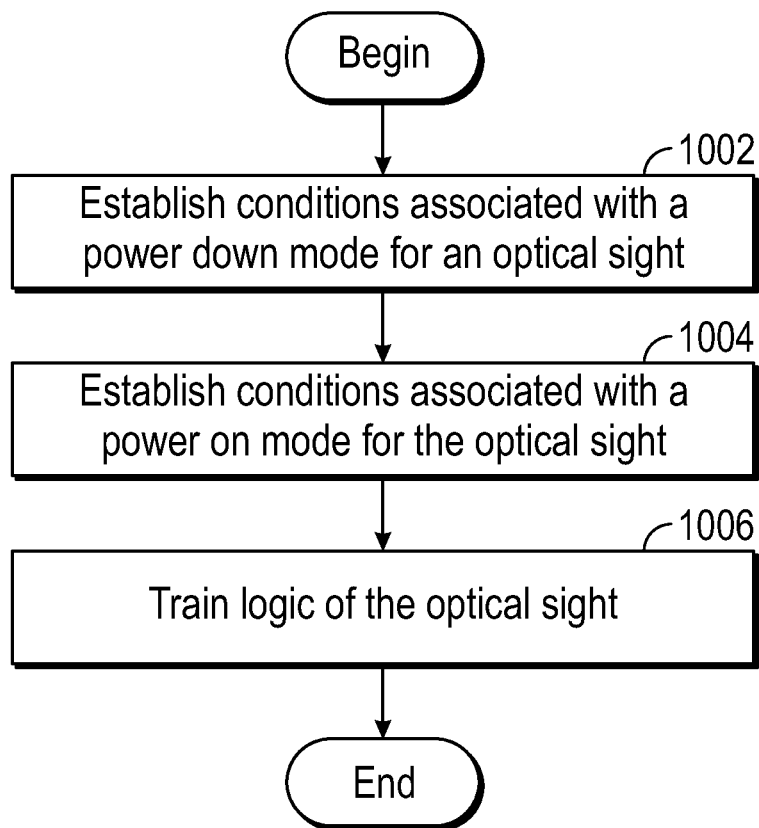 Begin
1002
Establish conditions associated with a
power down mode for an optical sight
1004
Establish conditions associated with a
power on mode for the optical sight
1006
Train logic of the optical sight
End